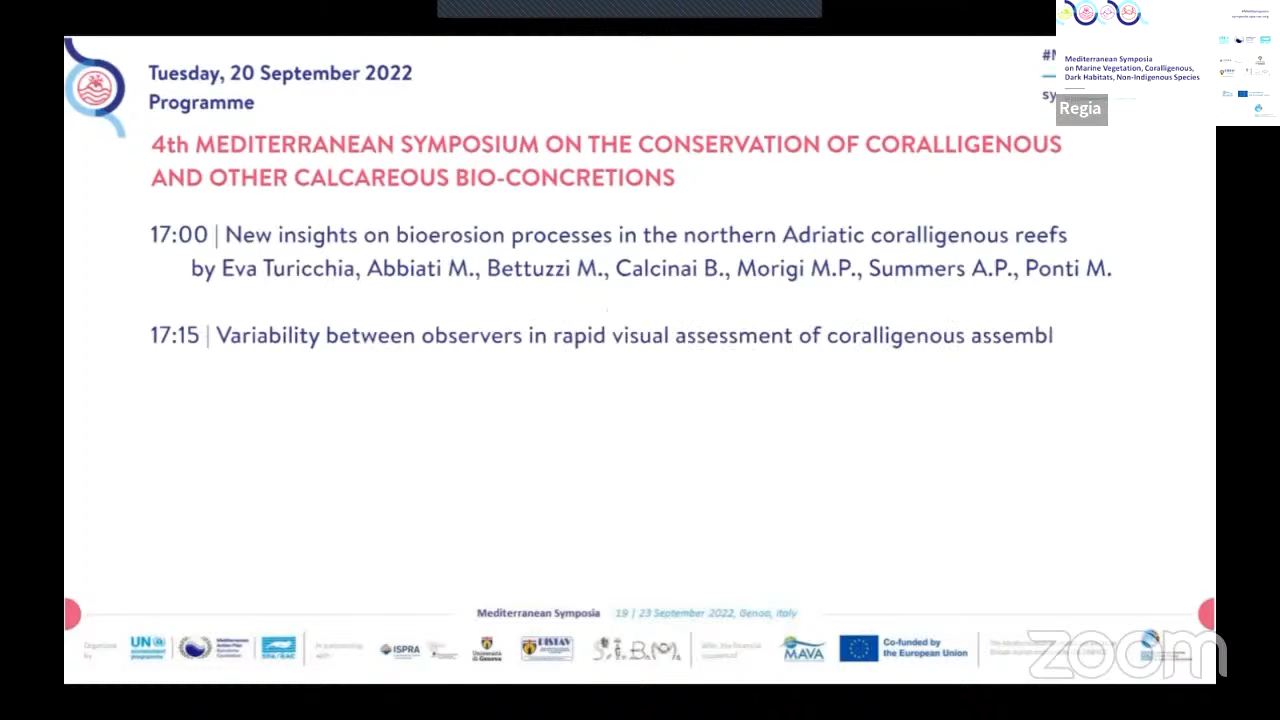 Tuesday, 20 September 2022
Programme
4th MEDITERRANEAN SYMPOSIUM ON THE CONSERVATION OF CORALLIGENOUS
AND OTHER CALCAREOUS BIO-CONCRETIONS
17:00 | New insights on bioerosion processes in the northern Adriatic coralligenous reefs
by Eva Turicchia, Abbiati M., Bettuzzi M., Calcinai B., Morigi M.P., Summers A.P., Ponti M.
17:15 | Variability between observers in rapid visual assessment of coralligenous assembl
Mediterranean Symposia
on Marine Vegetation, Coralligenous,
Dark Habitats, Non-Indigenous Species
Regia
Mediterranean Symposia 19 | 23 September 2022, Genoa, Italy
Organized
by
UN
ISPRA
Università
di Genova
DISTAV
S.I.B.M.
MAVA
Co-funded by
the European Union
zoom